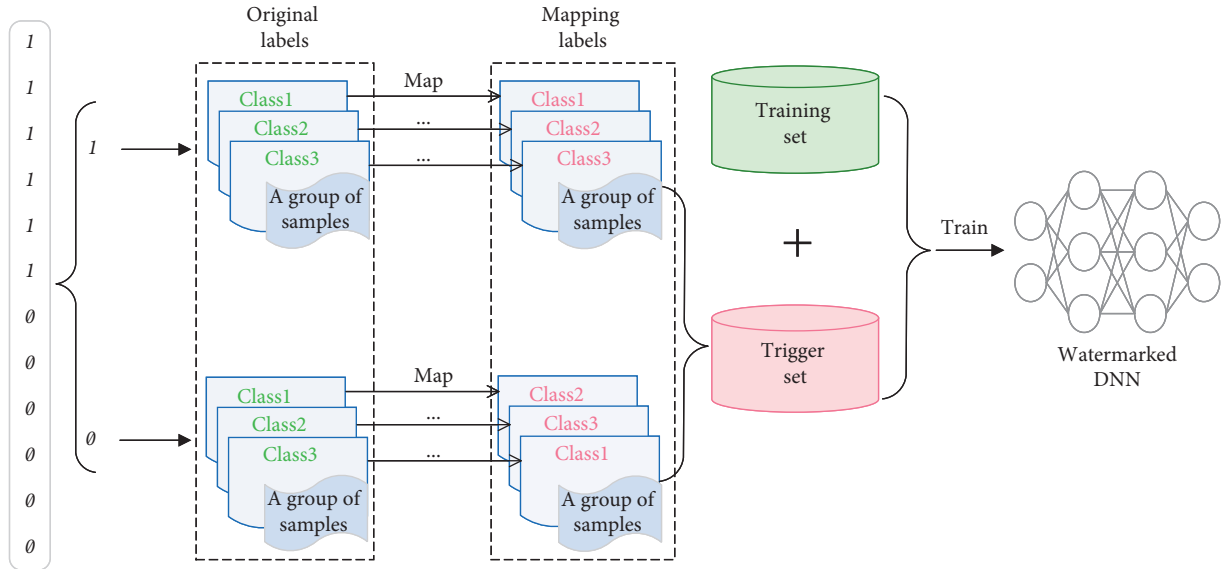 1
1
1
1
1
1
0
0
0
0
0
0
1
0
Original
labels
Mapping
labels
Class1
Class2
Class3
A group of
samples
Map
...
...
Class1
Class2
Class3
A group of
samples
Class1
Class2
Class3
A group of
samples
Map
...
...
Class2
Class3
Class1
A group of
samples
Training
set
+
Trigger
set
Train
Watermarked
DNN